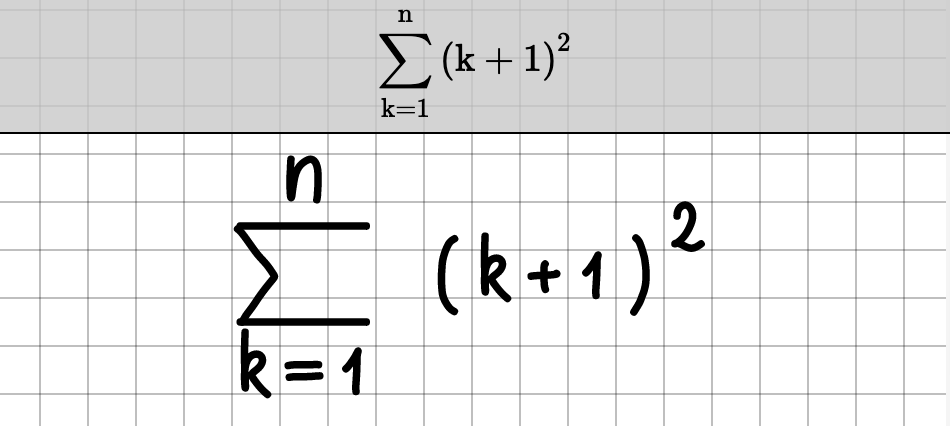 n
∑ (k + 1)²
k=1
n
∑ (k + 1)²
k = 1